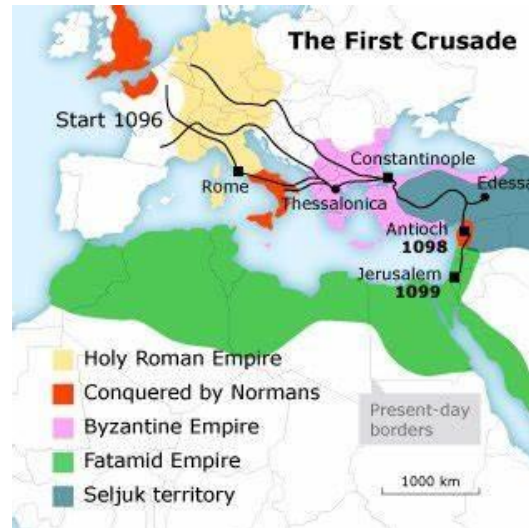 The First Crusade
Start 1096
Constantinople
Rome
Thessalonica
Edessa
Antioch
1098
Jerusalem
1099
Holy Roman Empire
Conquered by Normans
Byzantine Empire
Fatamid Empire
Seljuk territory
Present-day
borders
1000 km